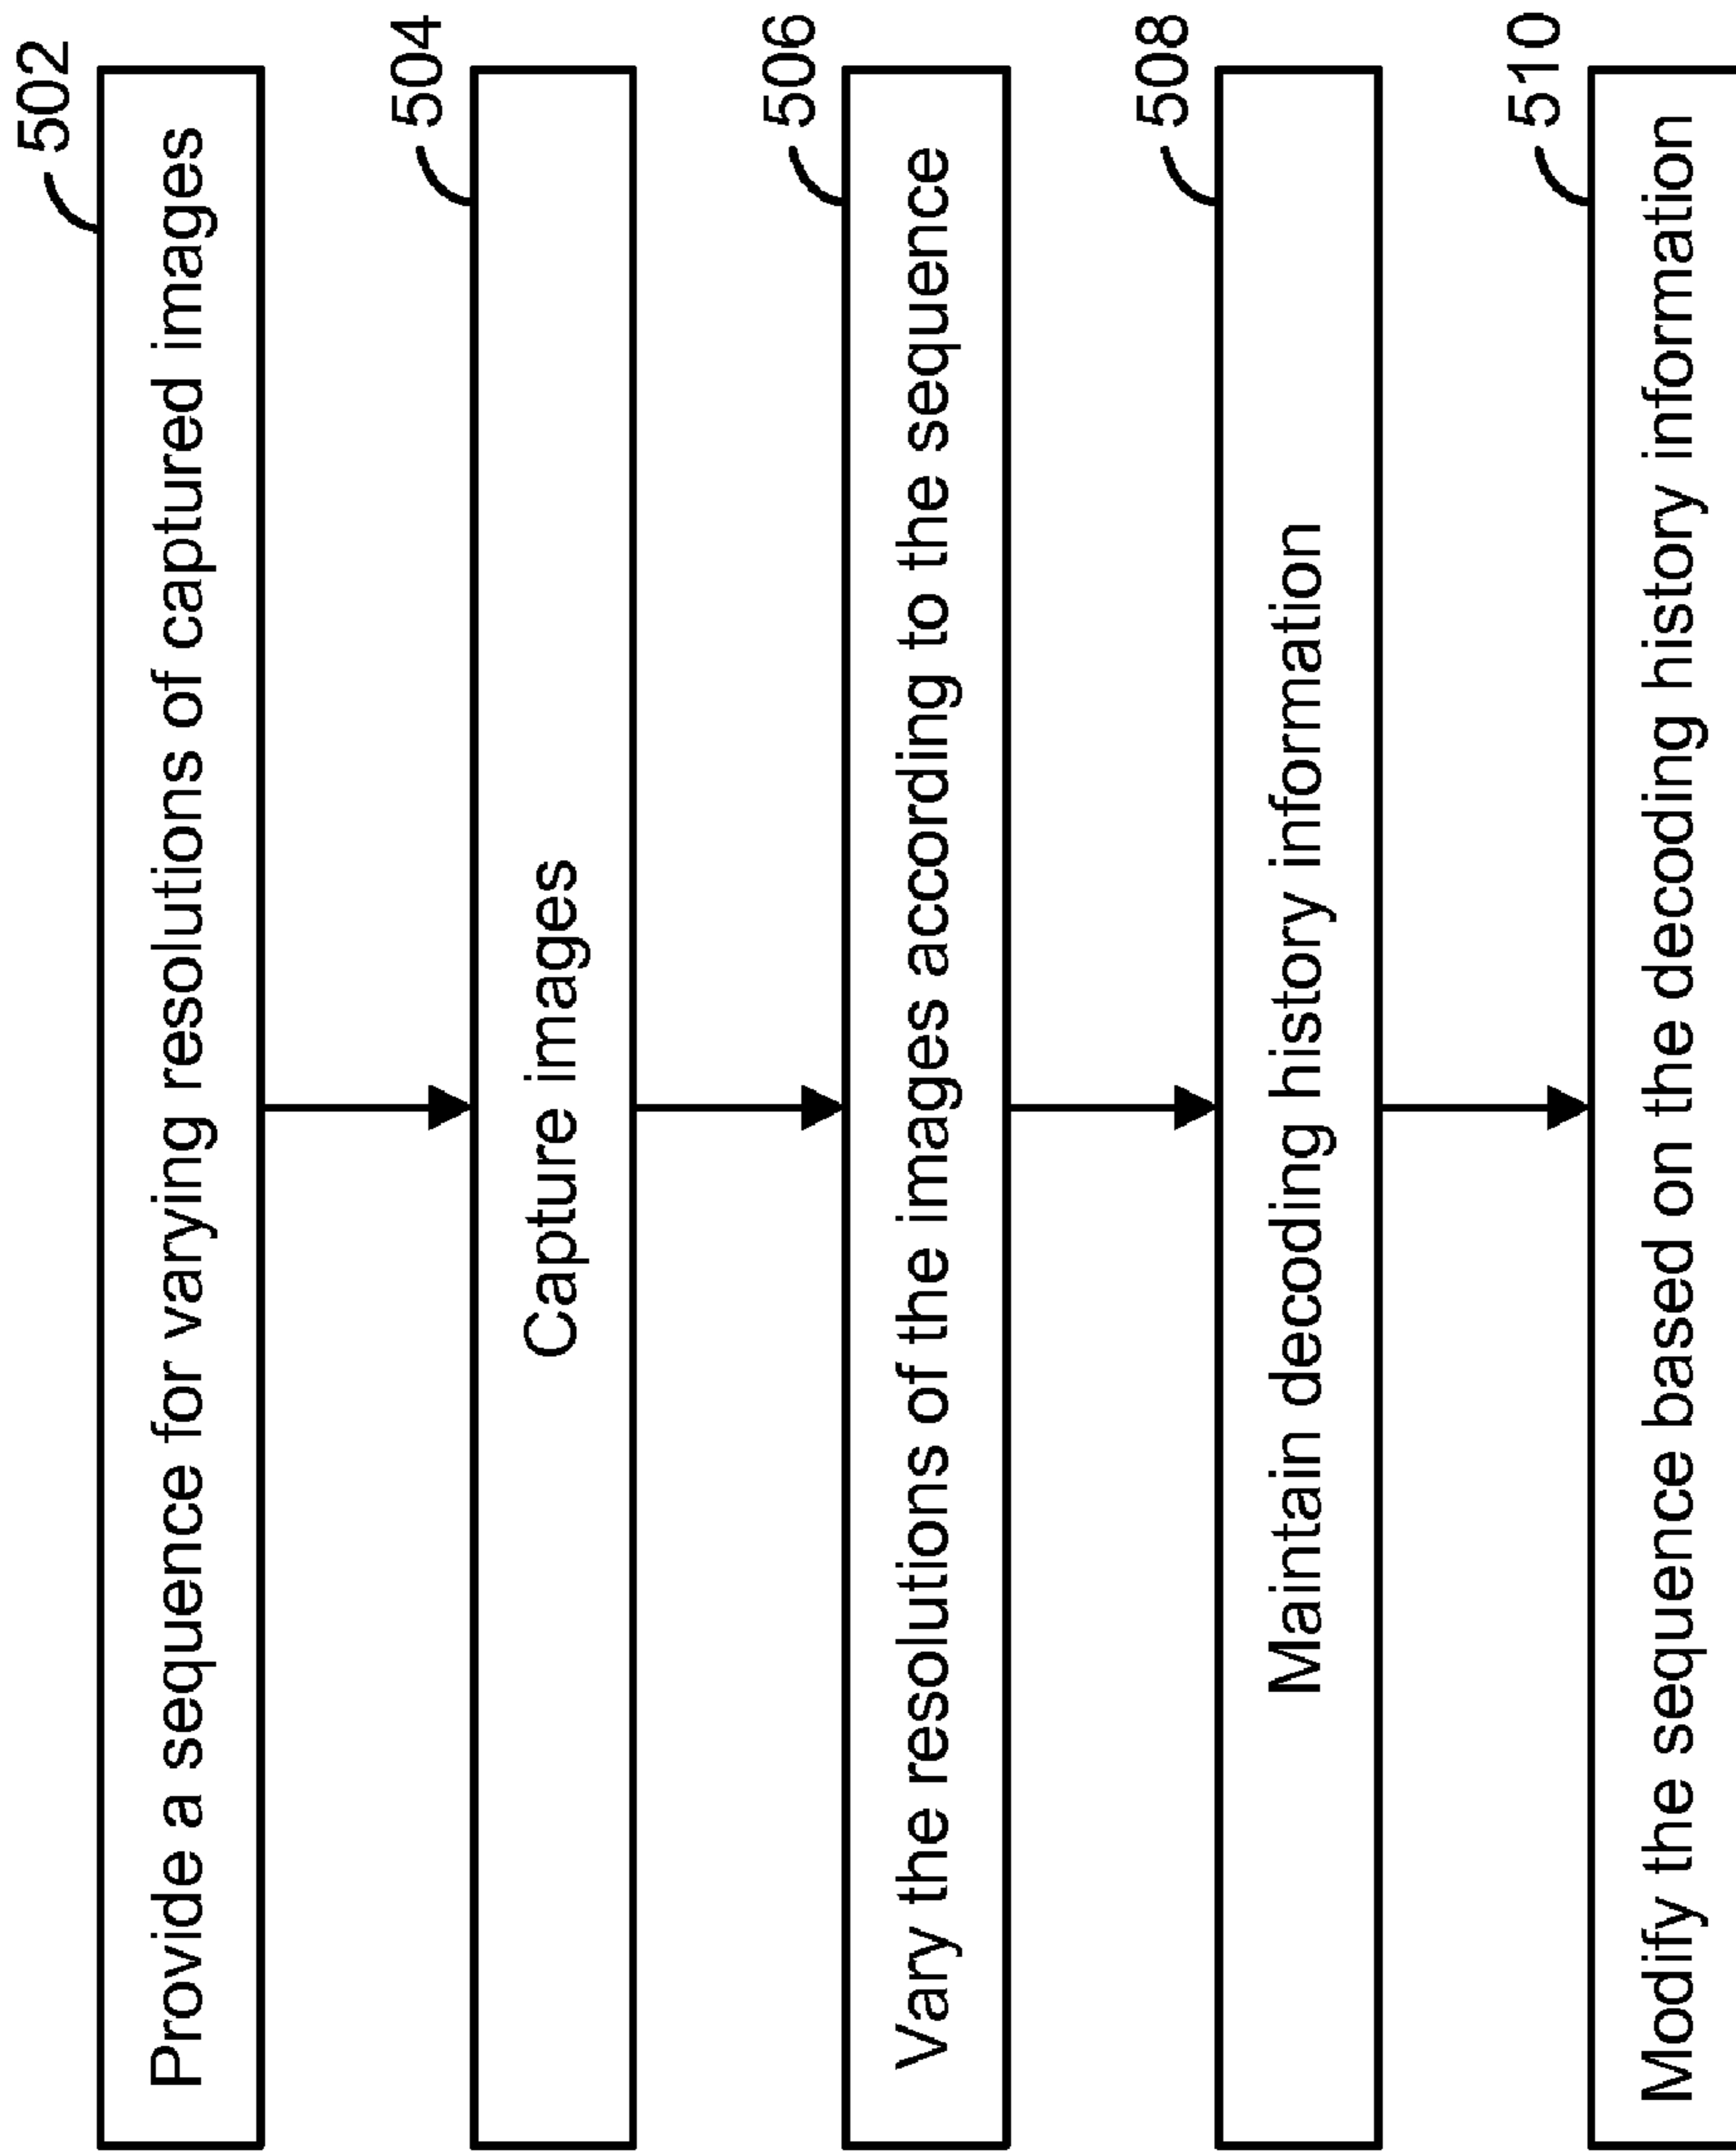 502
Provide a sequence for varying resolutions of captured images
504
Capture images
506
Vary the resolutions of the images according to the sequence
508
Maintain decoding history information
510
Modify the sequence based on the decoding history information